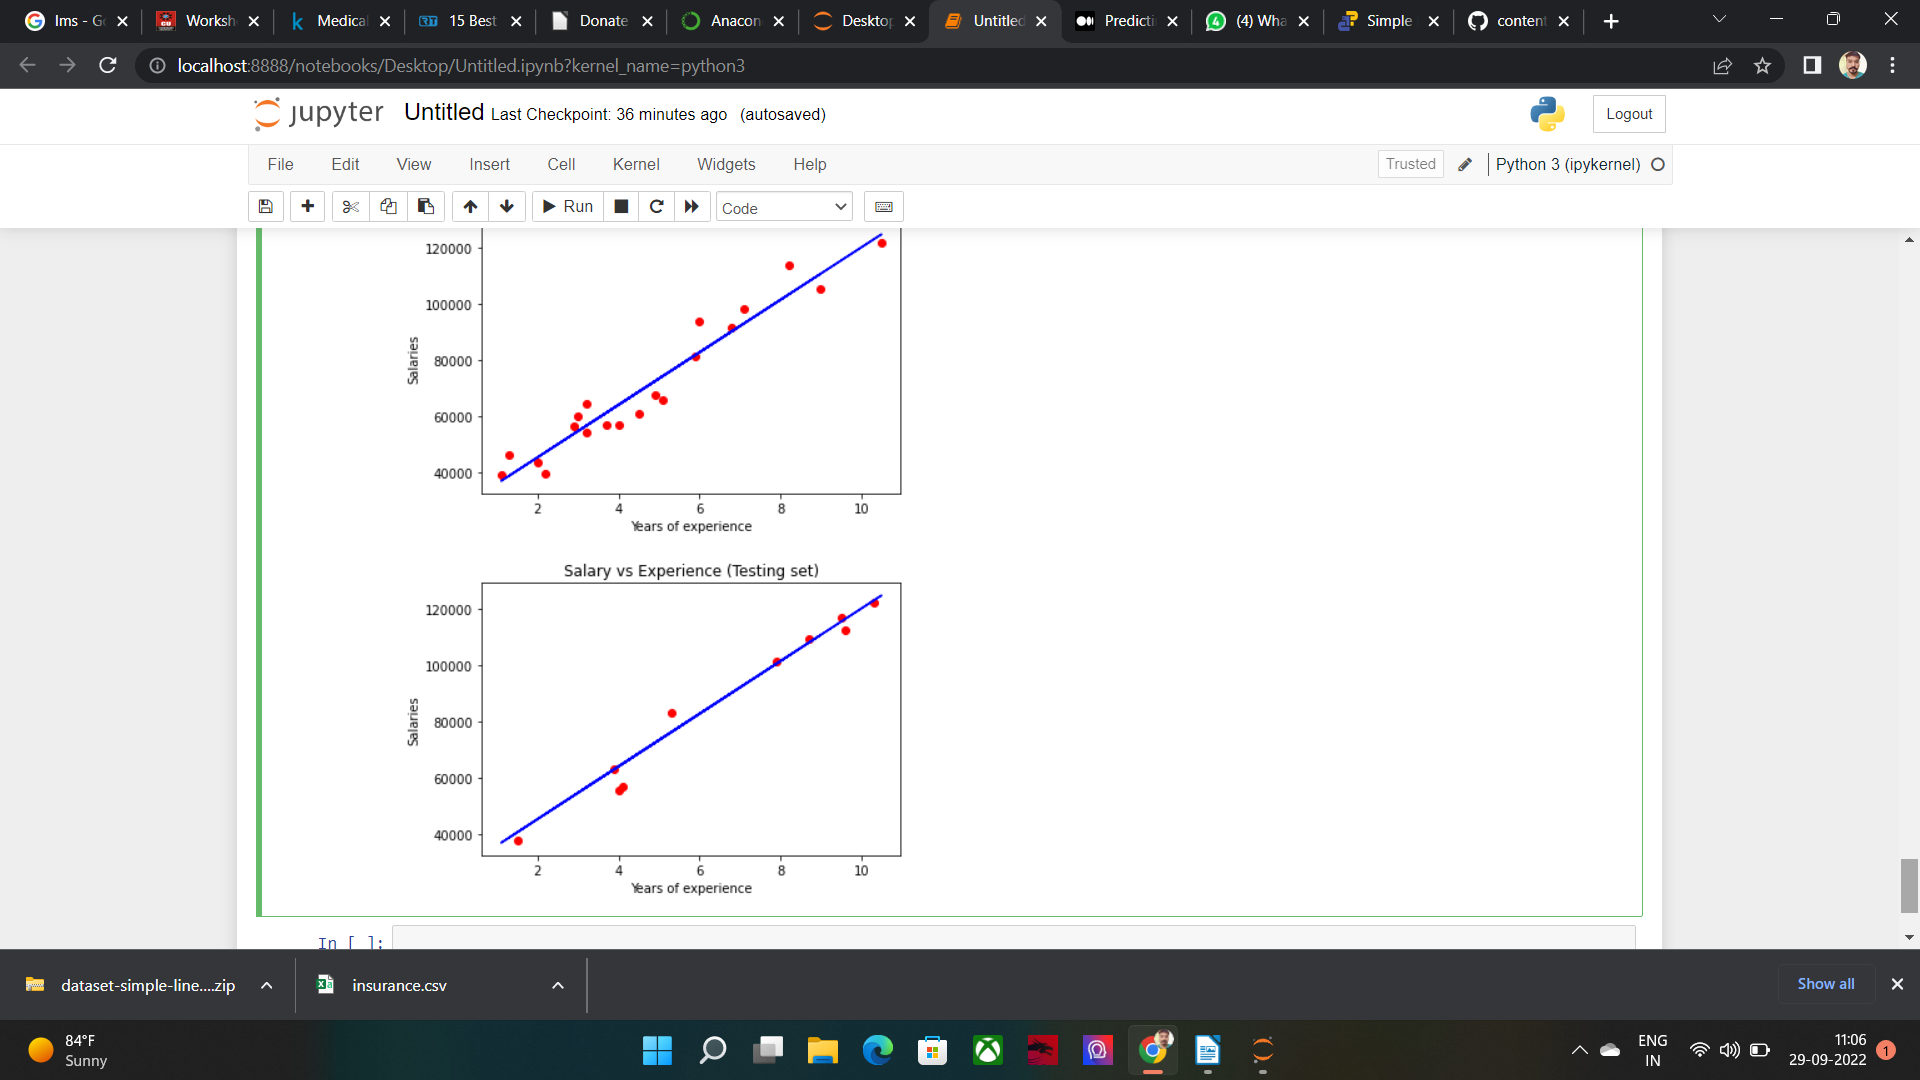 Ims - Go
Worksh
Medical
15 Best
Donate
Anacon
Desktop
Untitled
Predicti
(4) Wha
Simple
content
localhost:8888/notebooks/Desktop/Untitled.ipynb?kernel_name=python3
jupyter Untitled Last Checkpoint: 36 minutes ago (autosaved)
Logout
File Edit View Insert Cell Kernel Widgets Help
Trusted Python 3 (ipykernel)
Run Code
120000
100000
80000
60000
40000
Salaries
2 4 6 8 10
Years of experience
Salary vs Experience (Testing set)
120000
100000
80000
60000
40000
Salaries
2 4 6 8 10
Years of experience
In [ ]:
dataset-simple-line....zip
insurance.csv
Show all
84°F
Sunny
ENG
IN
11:06
29-09-2022
1